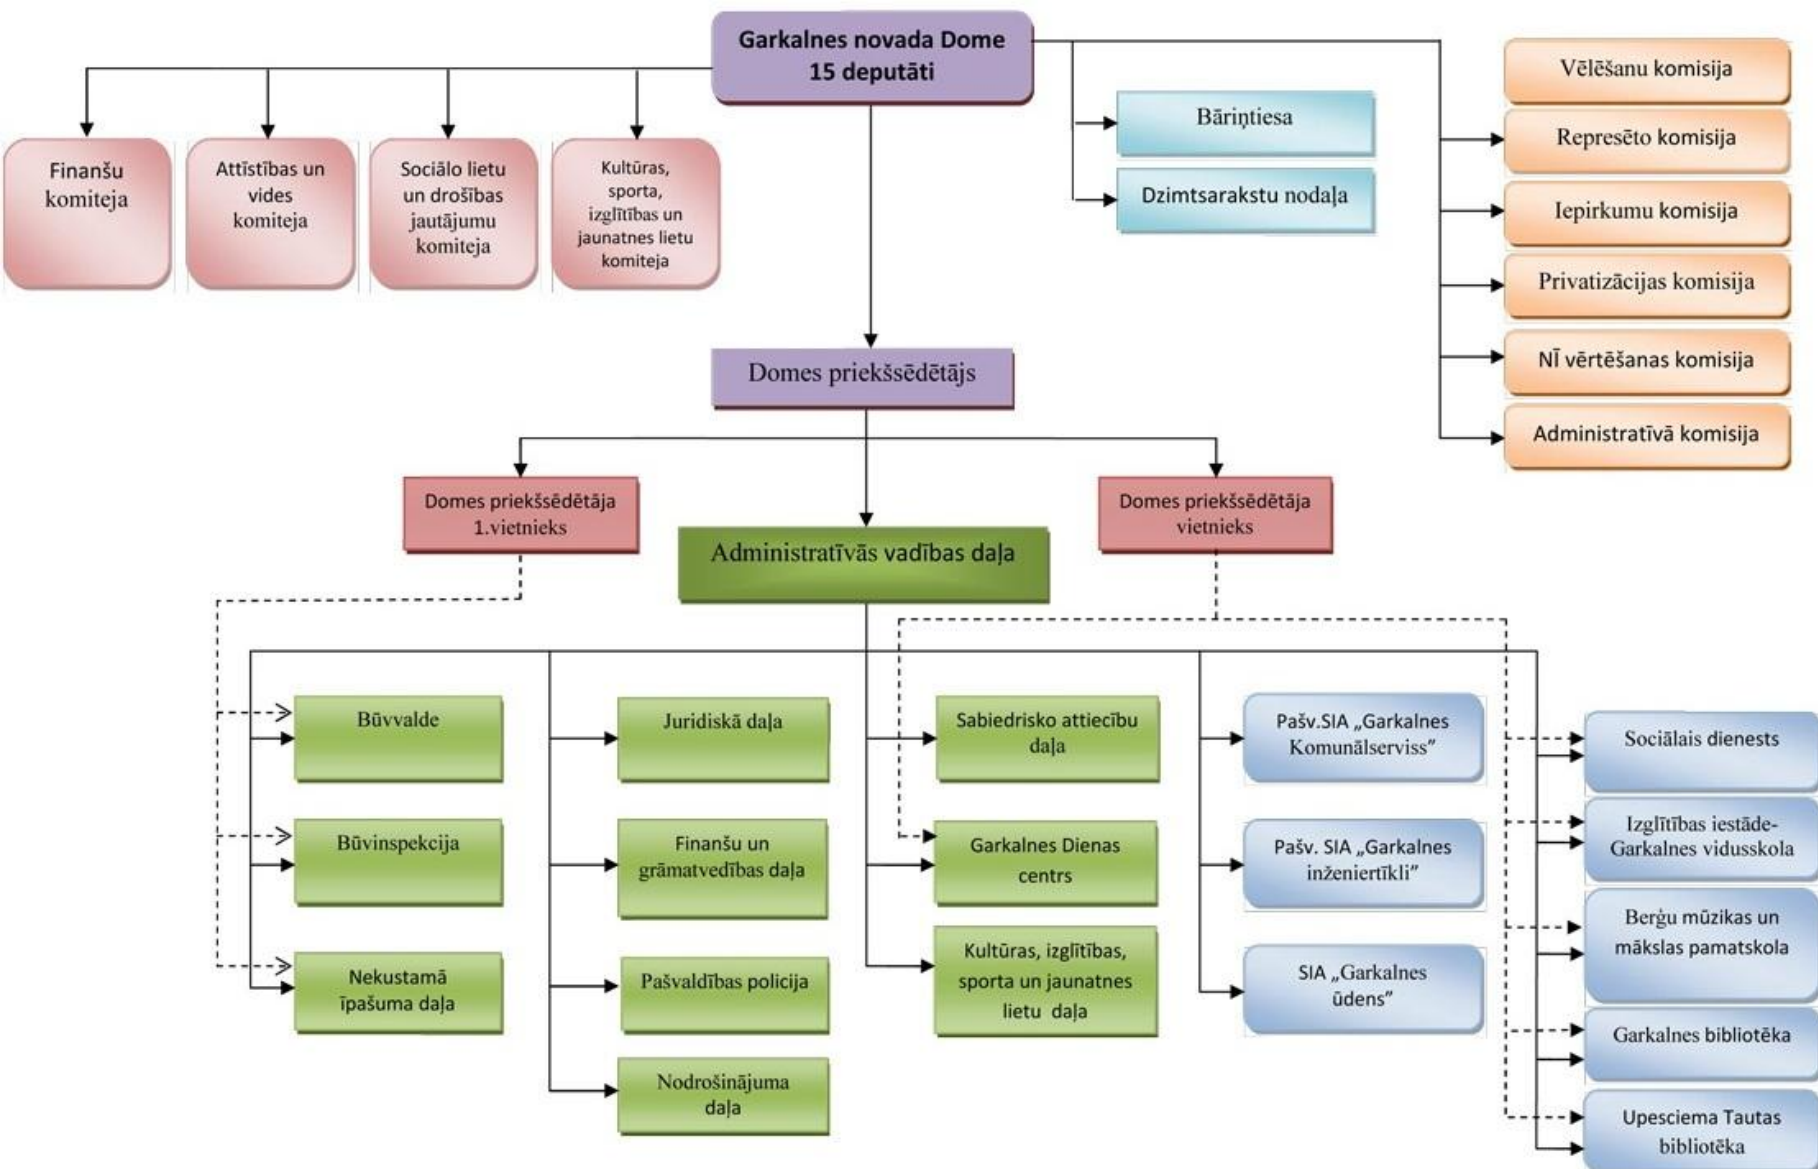 Garkalnes novada Dome
15 deputāti
Finanšu
komiteja
Attīstības un
vides
komiteja
Sociālo lietu
un drošības
jautājumu
komiteja
Kultūras,
sporta,
izglītības un
jaunatnes lietu
komiteja
Bāriņtiesa
Dzimtsarakstu nodaļa
Vēlēšanu komisija
Represēto komisija
Iepirkumu komisija
Privatizācijas komisija
NĪ vērtēšanas komisija
Administratīvā komisija
Domes priekšsēdētājs
Domes priekšsēdētāja
1.vietnieks
Administratīvās vadības daļa
Domes priekšsēdētāja
vietnieks
Būvvalde
Būvinspekcija
Nekustamā
īpašuma daļa
Juridiskā daļa
Finanšu un
grāmatvedības daļa
Pašvaldības policija
Nodrošinājuma
daļa
Sabiedrisko attiecību
daļa
Garkalnes Dienas
centrs
Kultūras, izglītības,
sporta un jaunatnes
lietu daļa
Pašv.SIA „Garkalnes
Komunālserviss”
Pašv. SIA „Garkalnes
inženiertīkli”
SIA „Garkalnes
ūdens”
Sociālais dienests
Izglītības iestāde-
Garkalnes vidusskola
Berģu mūzikas un
mākslas pamatskola
Garkalnes bibliotēka
Upesciema Tautas
bibliotēka